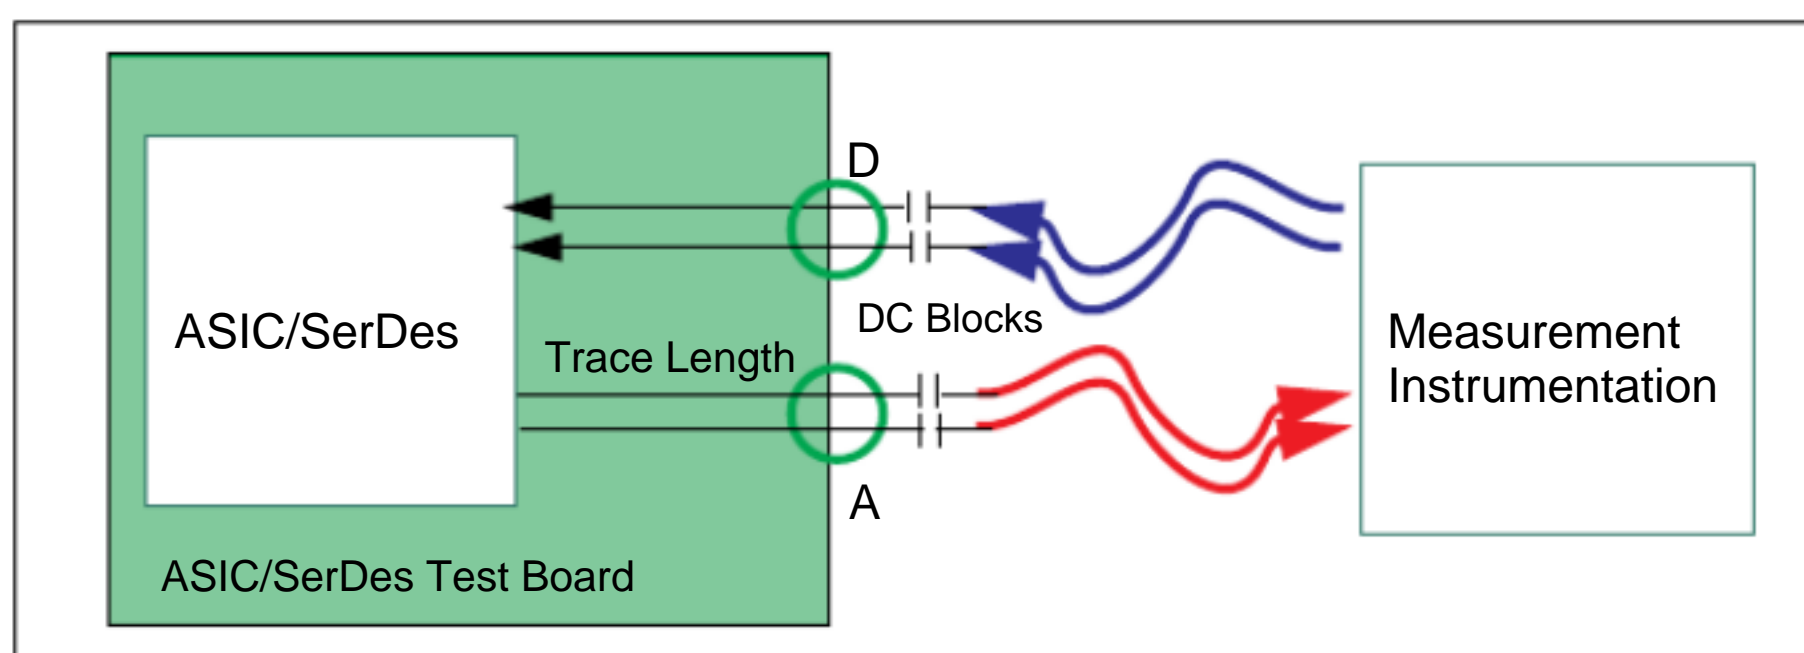 D
ASIC/SerDes
DC Blocks
Trace Length
Measurement
Instrumentation
A
ASIC/SerDes Test Board